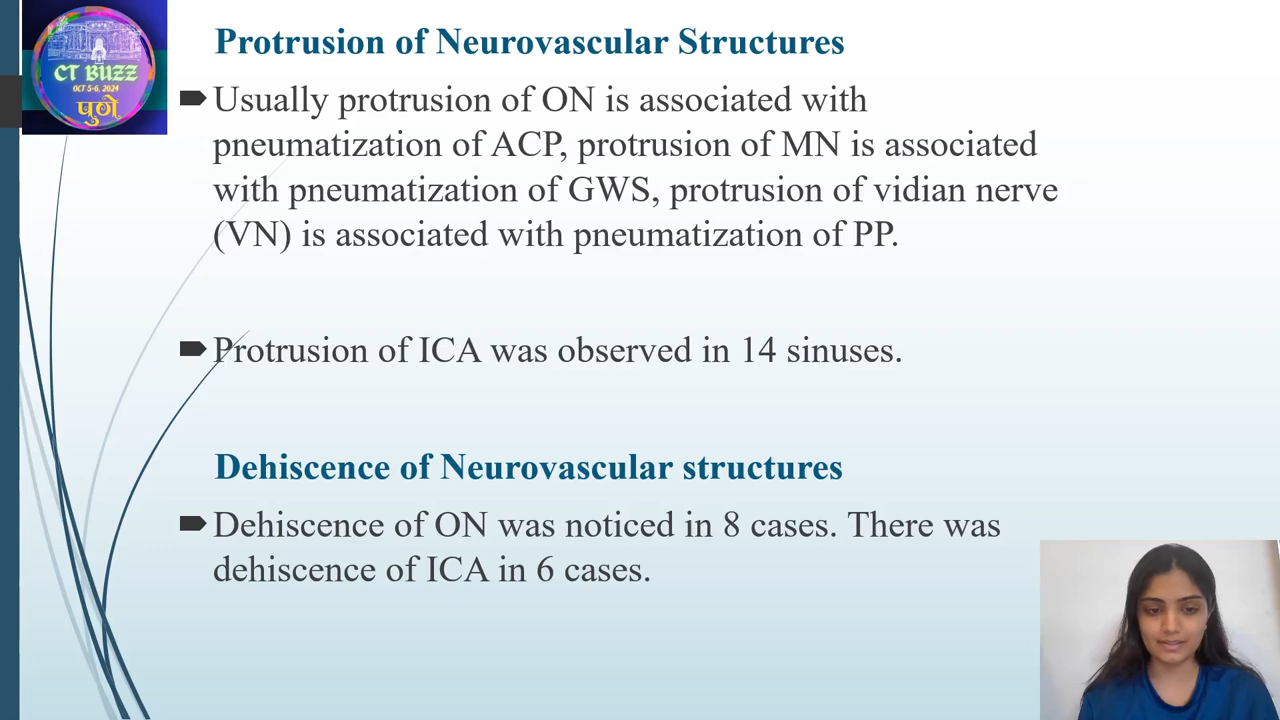 CT BUZZ
OCT 5-6, 2024
पुणे
Protrusion of Neurovascular Structures
Usually protrusion of ON is associated with
pneumatization of ACP, protrusion of MN is associated
with pneumatization of GWS, protrusion of vidian nerve
(VN) is associated with pneumatization of PP.
Protrusion of ICA was observed in 14 sinuses.
Dehiscence of Neurovascular structures
Dehiscence of ON was noticed in 8 cases. There was
dehiscence of ICA in 6 cases.